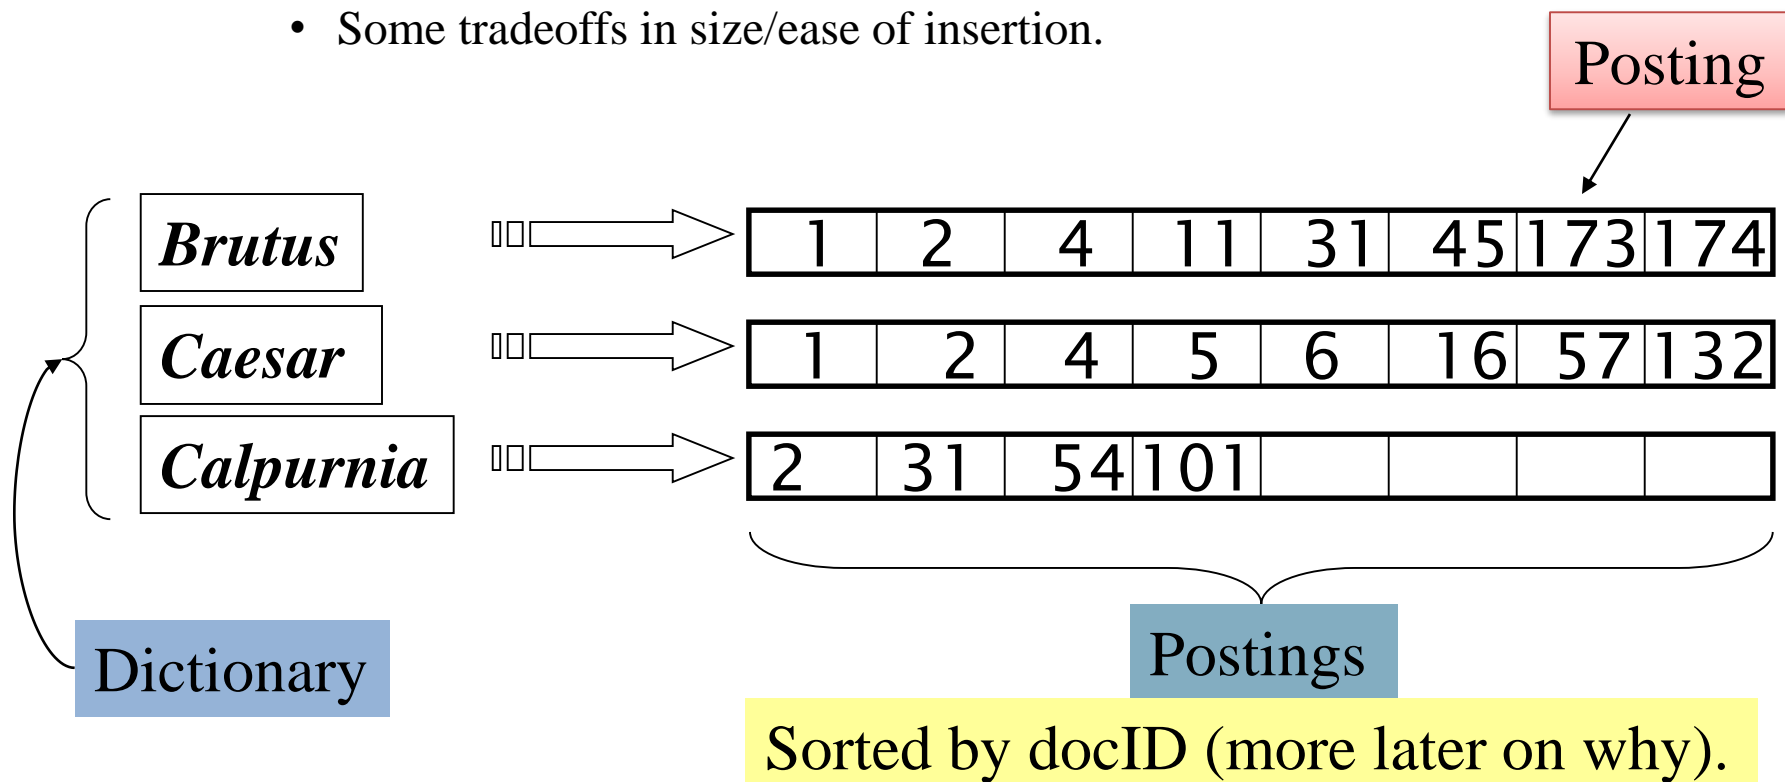 • Some tradeoffs in size/ease of insertion.
Posting
Brutus 1 2 4 11 31 45 173 174
Caesar 1 2 4 5 6 16 57 132
Calpurnia 2 31 54 101
Dictionary
Postings
Sorted by docID (more later on why).